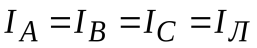 I_A = I_B = I_C = I_Л